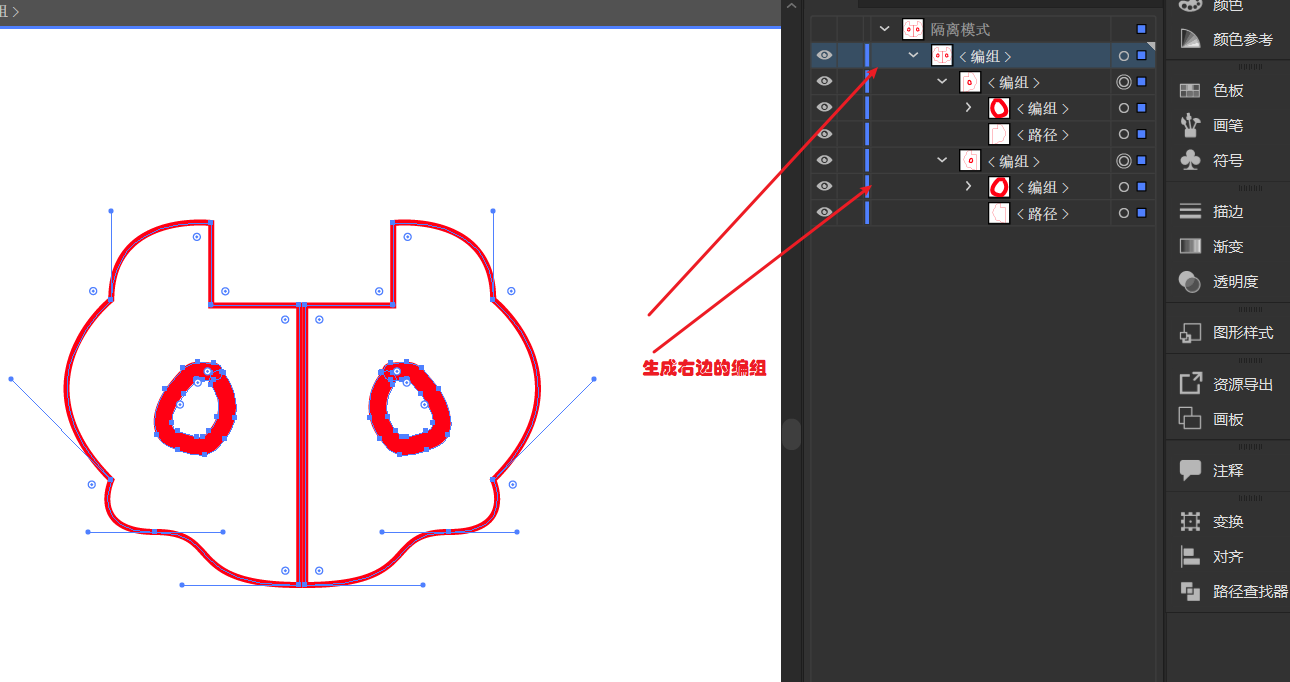 组 >
隔离模式
< 编组 >
< 编组 >
< 编组 >
< 路径 >
< 编组 >
< 编组 >
< 路径 >
生成右边的编组
颜色
颜色参考
色板
画笔
符号
描边
渐变
透明度
图形样式
资源导出
画板
注释
变换
对齐
路径查找器